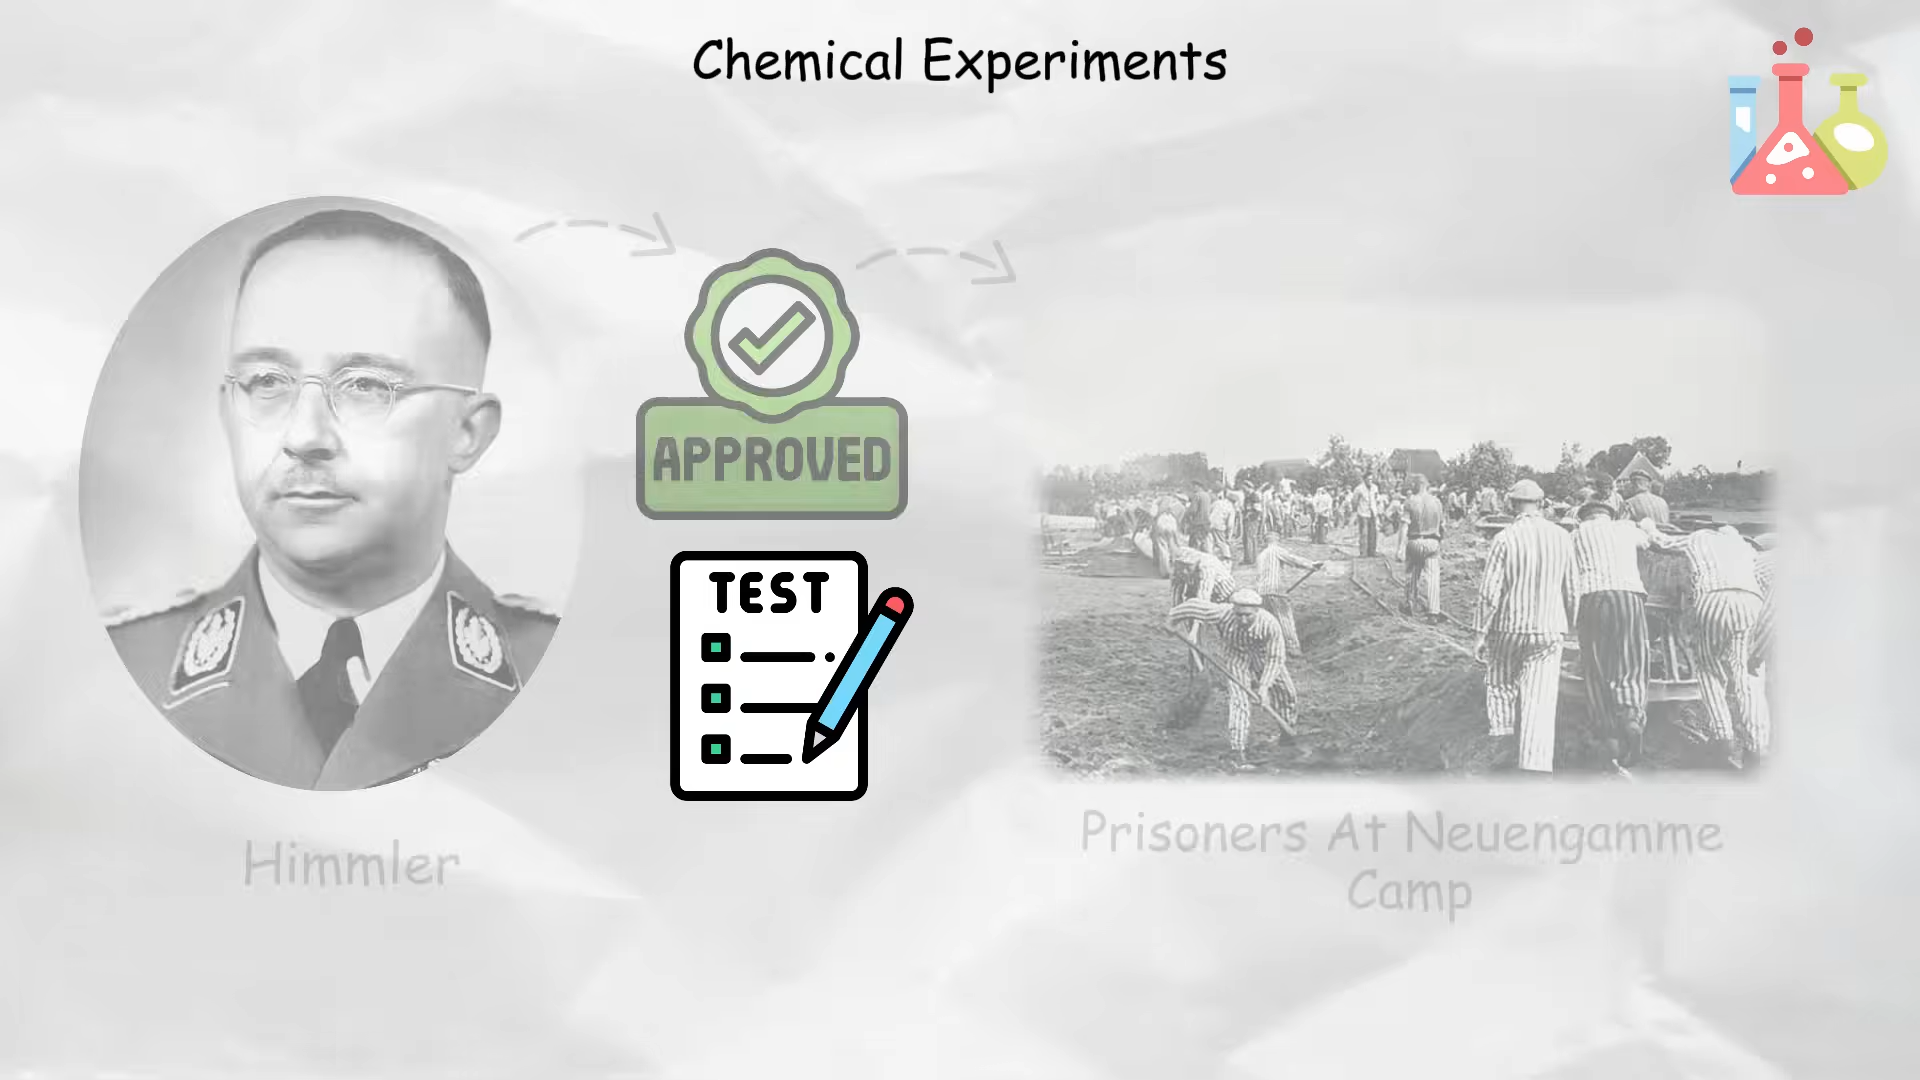 Chemical Experiments
APPROVED
TEST
Himmler
Prisoners At Neuengamme
Camp